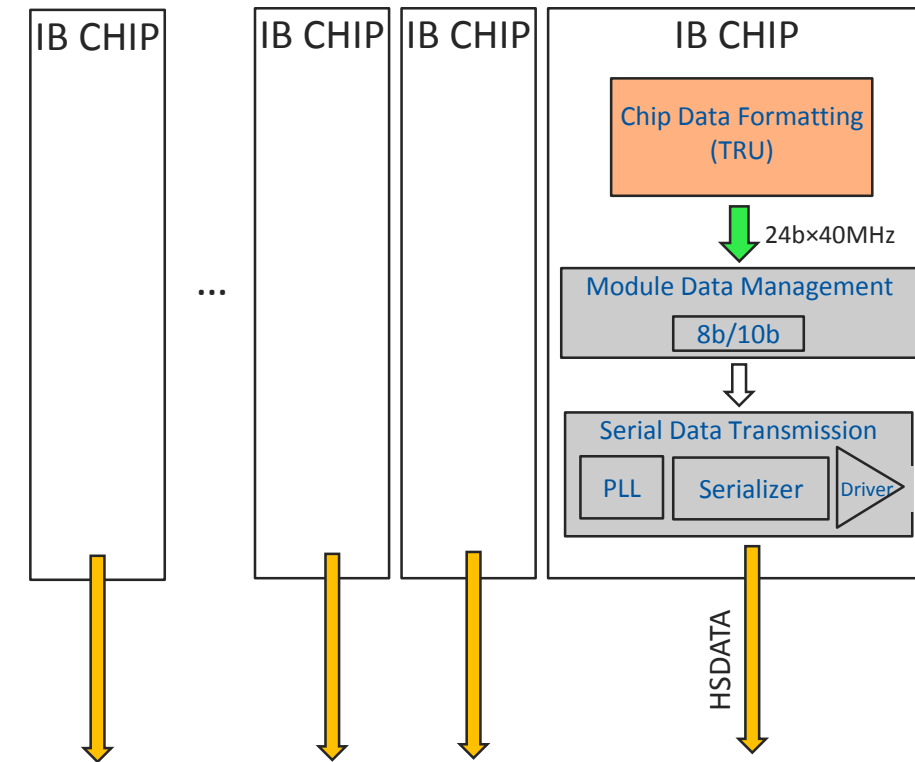 IB CHIP
IB CHIP
IB CHIP
IB CHIP
Chip Data Formatting
(TRU)
24b×40MHz
...
Module Data Management
8b/10b
Serial Data Transmission
PLL
Serializer
Driver
HSDATA